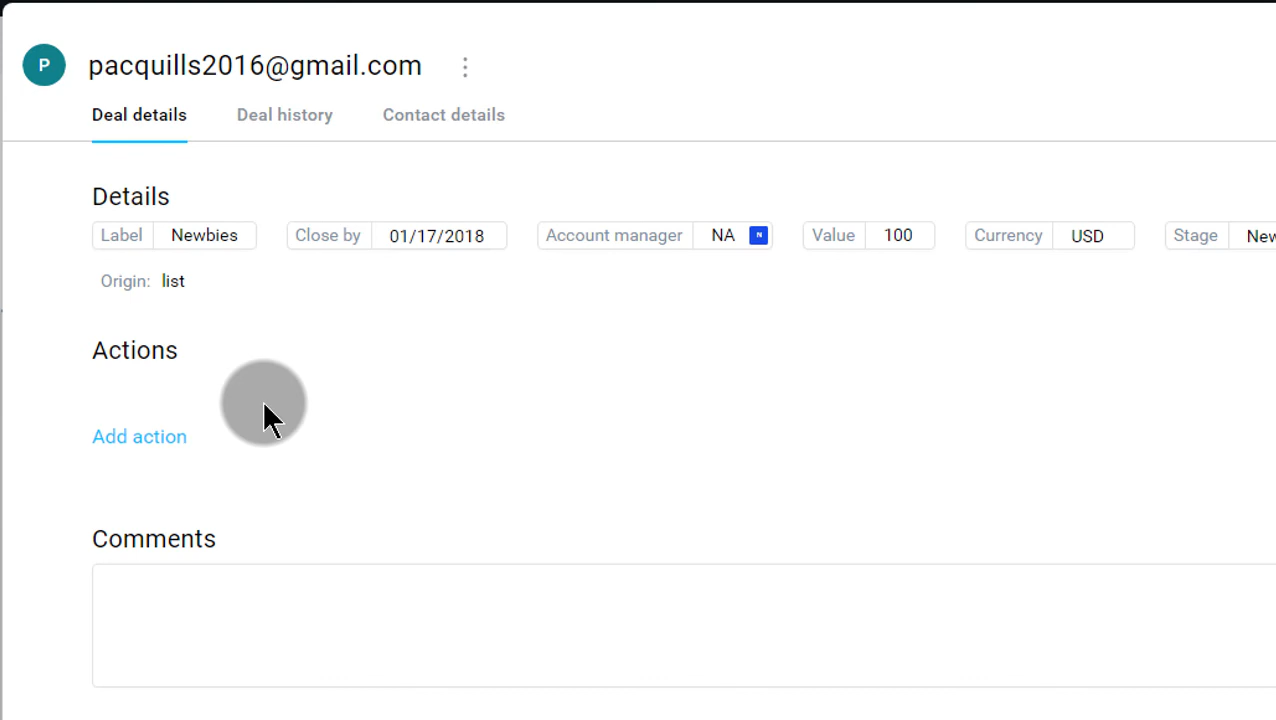 P pacquills2016@gmail.com
Deal details Deal history Contact details
Details
Label Newbies Close by 01/17/2018 Account manager NA N Value 100 Currency USD Stage New
Origin: list
Actions
Add action
Comments